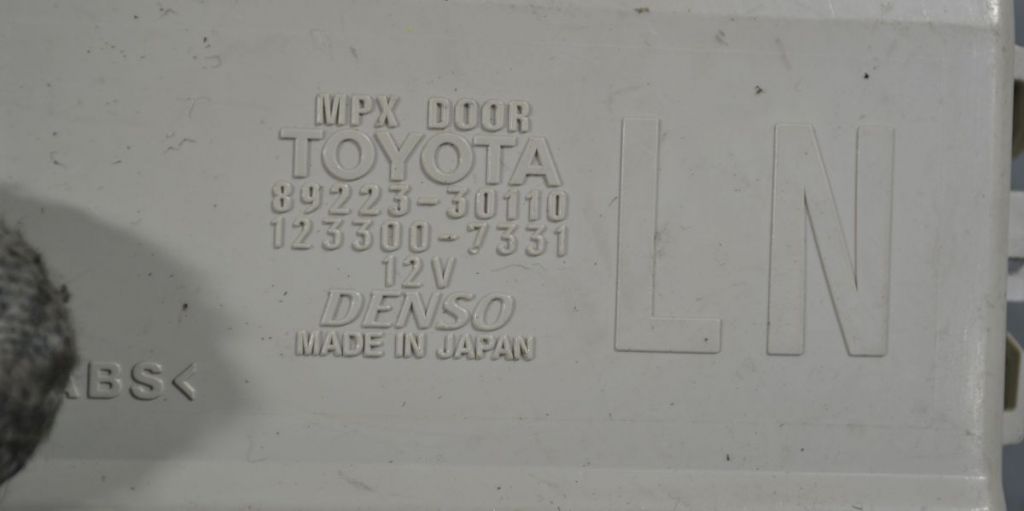 MPX DOOR
TOYOTA
89223-30110
123300-7331
12V
DENSO
MADE IN JAPAN
LN
ABS<